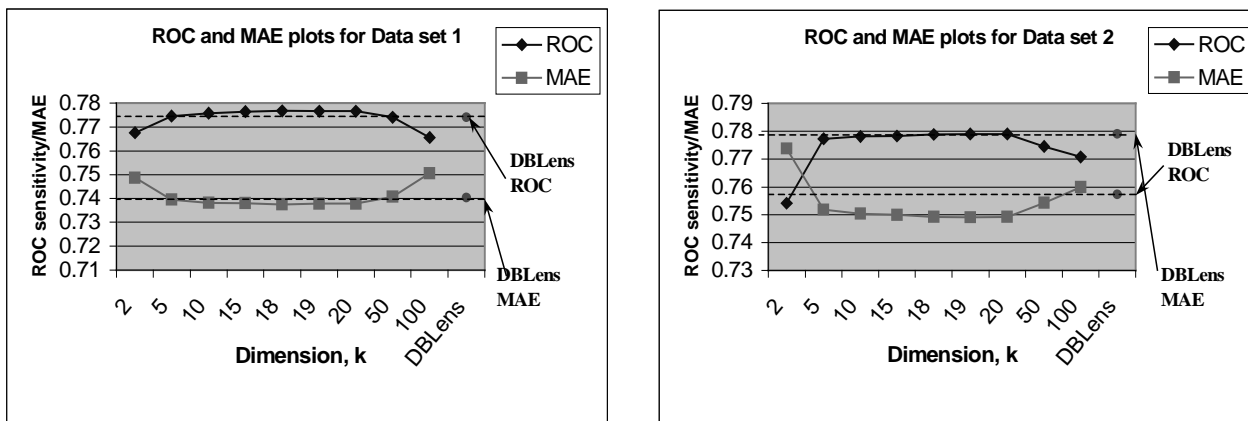 ROC and MAE plots for Data set 1
ROC
MAE
ROC sensitivity/MAE
0.78
0.77
0.76
0.75
0.74
0.73
0.72
0.71
2
5
10
15
18
19
20
50
100
DBLens
Dimension, k
DBLens
ROC
DBLens
MAE
ROC and MAE plots for Data set 2
ROC
MAE
ROC sensitivity/MAE
0.79
0.78
0.77
0.76
0.75
0.74
0.73
2
5
10
15
18
19
20
50
100
DBLens
Dimension, k
DBLens
ROC
DBLens
MAE